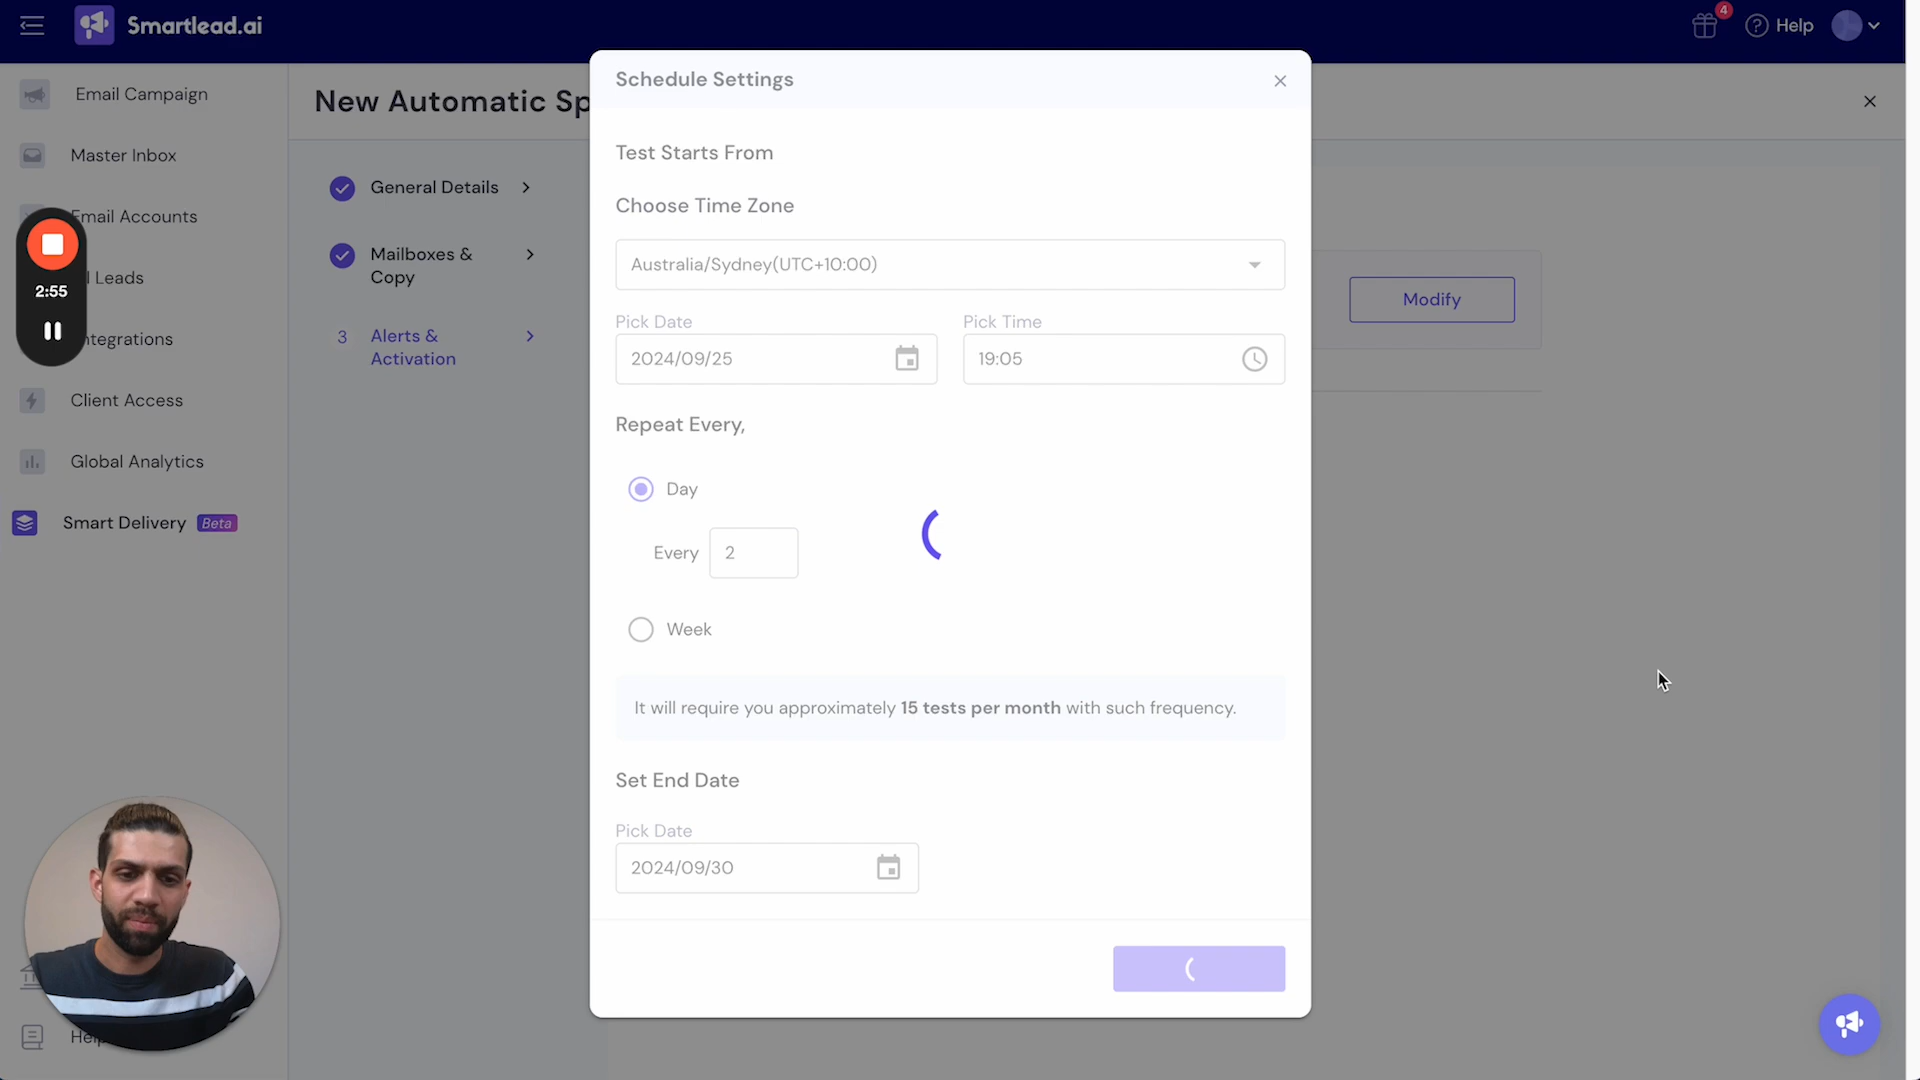 Smartlead.ai
4
Help
Email Campaign
Master Inbox
Email Accounts
Leads
Integrations
Client Access
Global Analytics
Smart Delivery Beta
2:55
New Automatic Sp
General Details
Mailboxes &
Copy
3 Alerts &
Activation
Modify
Schedule Settings
Test Starts From
Choose Time Zone
Australia/Sydney(UTC+10:00)
Pick Date
2024/09/25
Pick Time
19:05
Repeat Every,
Day
Every 2
Week
It will require you approximately 15 tests per month with such frequency.
Set End Date
Pick Date
2024/09/30